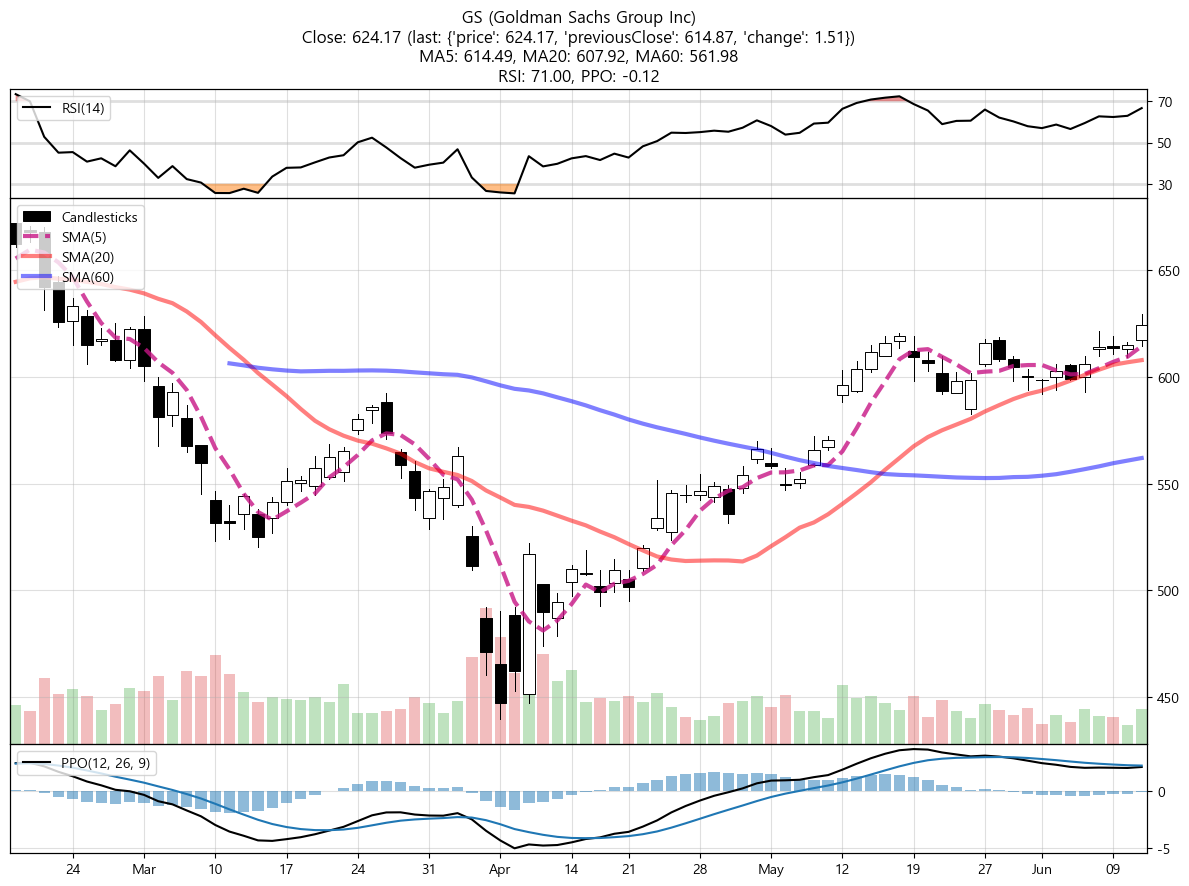 GS (Goldman Sachs Group Inc)
Close: 624.17 (last: {'price': 624.17, 'previousClose': 614.87, 'change': 1.51})
MA5: 614.49, MA20: 607.92, MA60: 561.98
RSI: 71.00, PPO: -0.12
RSI(14)
70
50
30
Candlesticks
SMA(5)
SMA(20)
SMA(60)
650
600
550
500
450
PPO(12, 26, 9)
0
-5
24 Mar 10 17 24 31 Apr 14 21 28 May 12 19 27 Jun 09